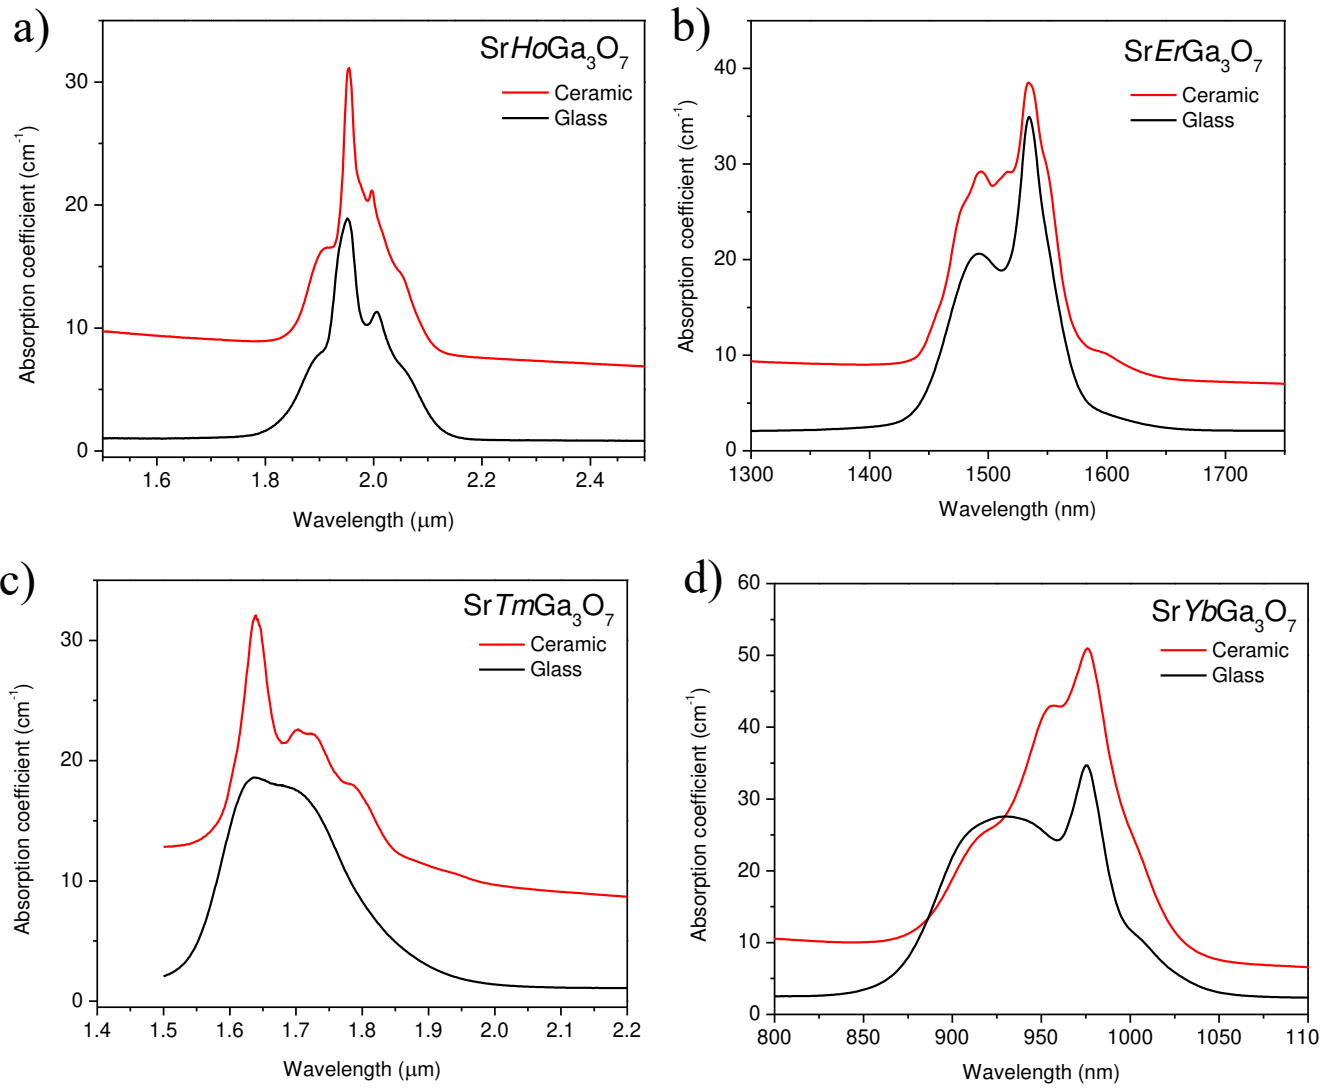 a)
SrHoGa₃O₇
Ceramic
Glass
Absorption coefficient (cm⁻¹)
30
20
10
0
1.6 1.8 2.0 2.2 2.4
Wavelength (μm)
b)
SrErGa₃O₇
Ceramic
Glass
Absorption coefficient (cm⁻¹)
40
30
20
10
0
1300 1400 1500 1600 1700
Wavelength (nm)
c)
SrTmGa₃O₇
Ceramic
Glass
Absorption coefficient (cm⁻¹)
30
20
10
0
1.4 1.5 1.6 1.7 1.8 1.9 2.0 2.1 2.2
Wavelength (μm)
d)
SrYbGa₃O₇
Ceramic
Glass
Absorption coefficient (cm⁻¹)
60
50
40
30
20
10
0
800 850 900 950 1000 1050 110
Wavelength (nm)